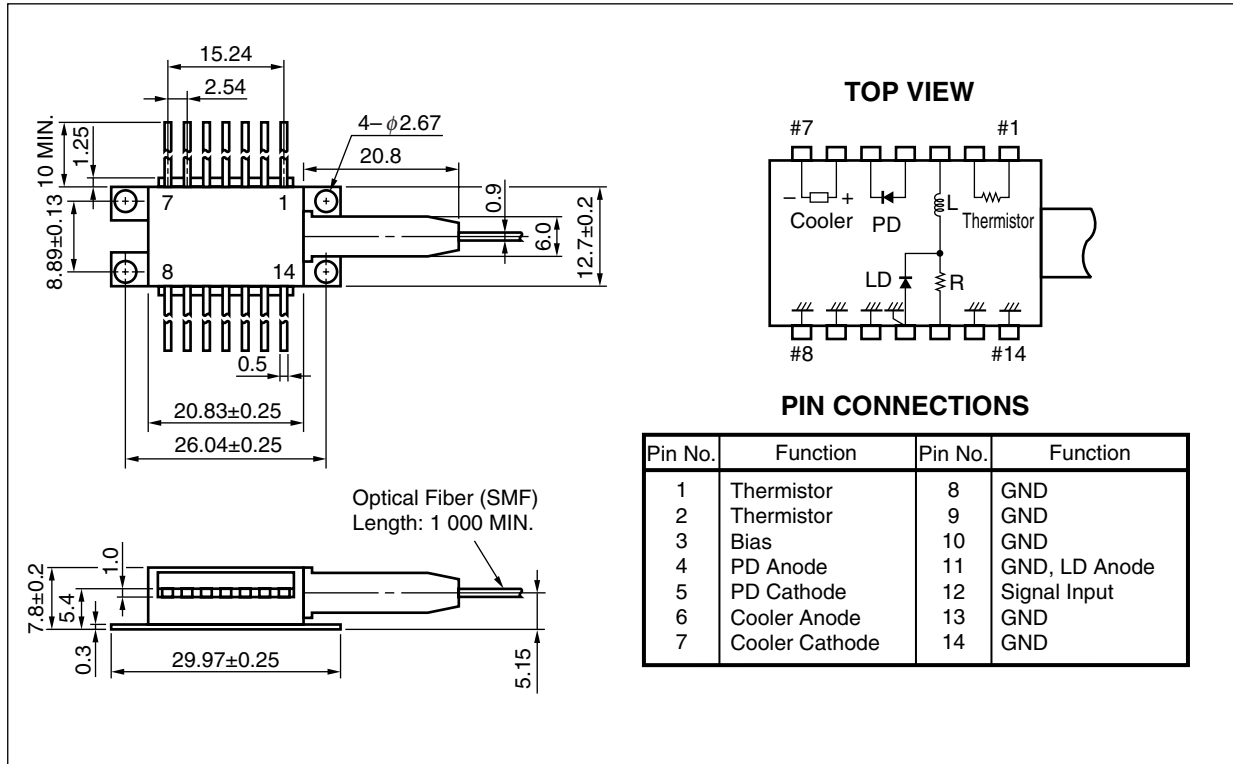 15.24
2.54
10 MIN.
1.25
4–φ2.67
20.8
7 1
8.89±0.13
0.9
6.0
12.7±0.2
8 14
0.5
20.83±0.25
26.04±0.25
Optical Fiber (SMF)
Length: 1 000 MIN.
7.8±0.2
5.4
1.0
0.3
29.97±0.25
5.15
TOP VIEW
#7 #1
– +
Cooler PD L Thermistor
LD R
#8 #14
PIN CONNECTIONS
Pin No. Function Pin No. Function
1 Thermistor 8 GND
2 Thermistor 9 GND
3 Bias 10 GND
4 PD Anode 11 GND, LD Anode
5 PD Cathode 12 Signal Input
6 Cooler Anode 13 GND
7 Cooler Cathode 14 GND